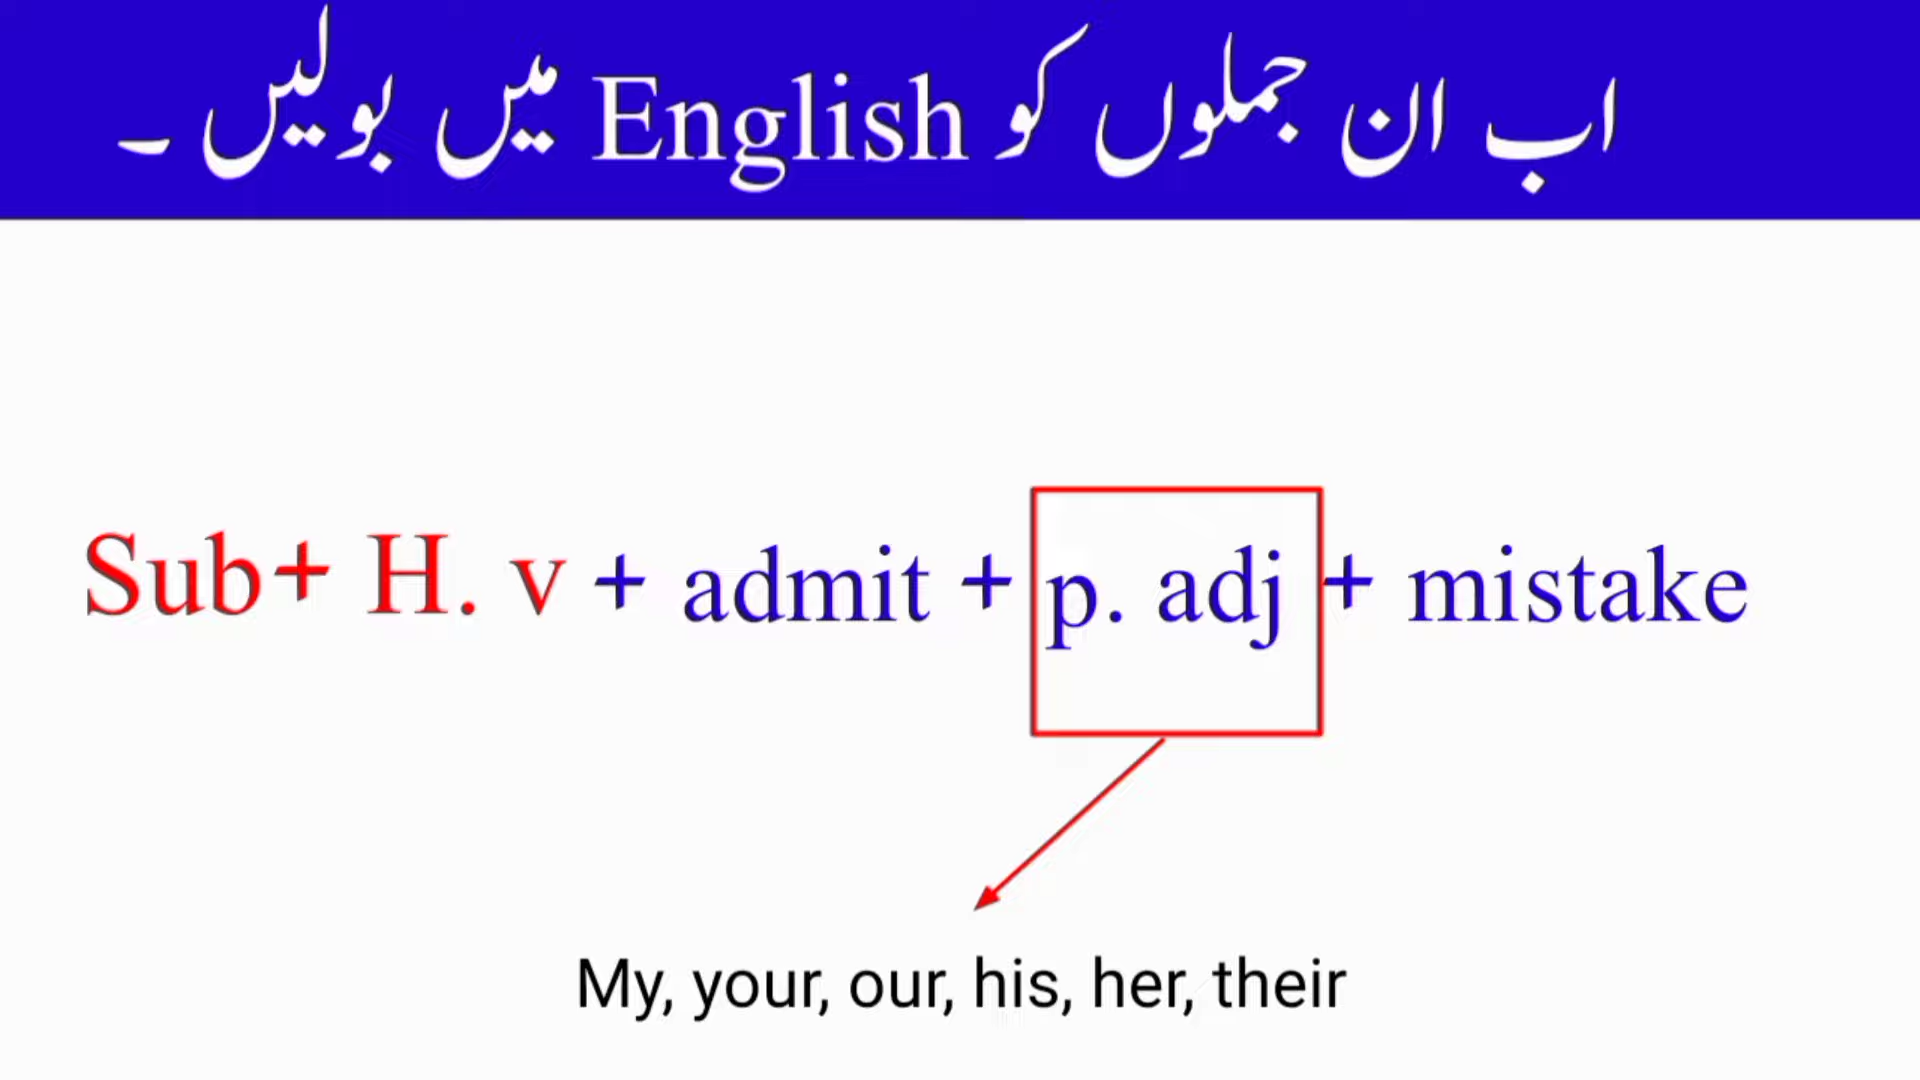 اب ان جملوں کو English میں بولیں ۔
Sub+ H. v + admit + p. adj + mistake
My, your, our, his, her, their